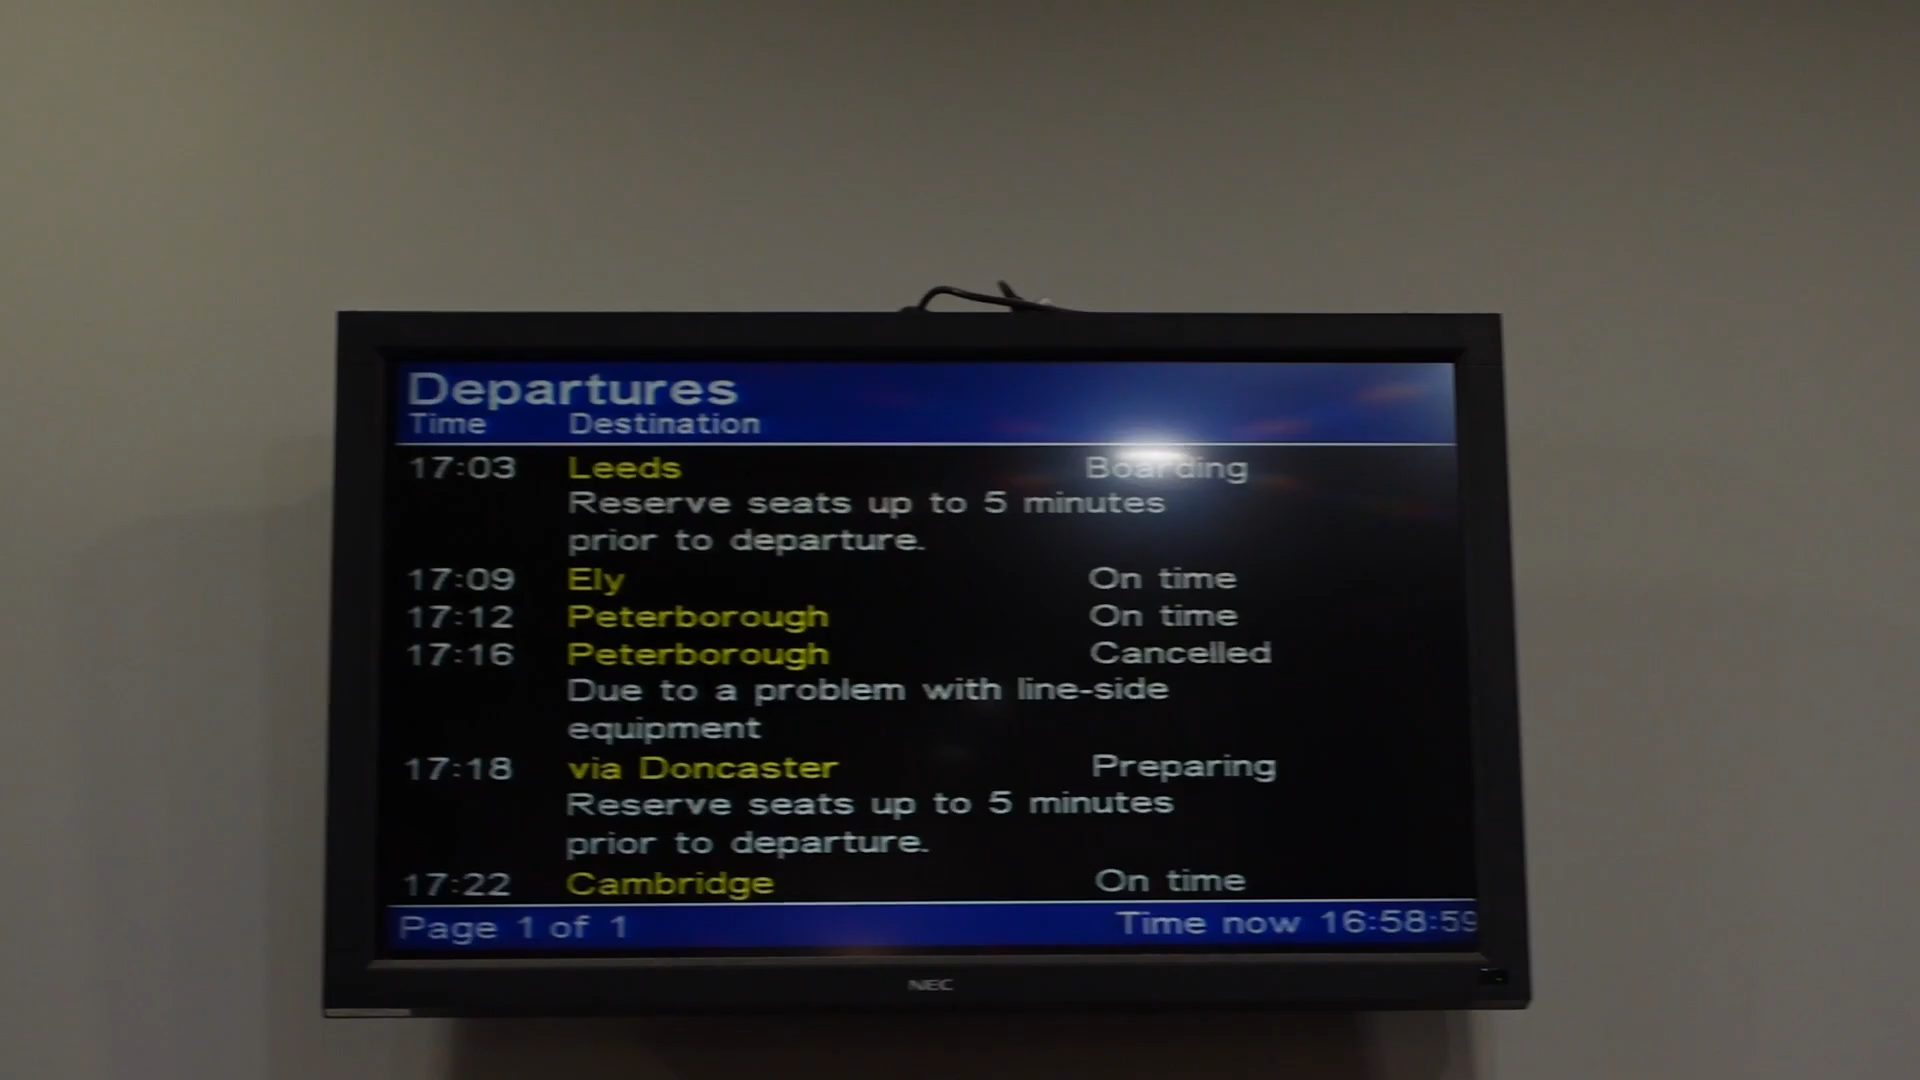 Departures
Time Destination
17:03 Leeds Boarding
Reserve seats up to 5 minutes
prior to departure.
17:09 Ely On time
17:12 Peterborough On time
17:16 Peterborough Cancelled
Due to a problem with line-side
equipment
17:18 via Doncaster Preparing
Reserve seats up to 5 minutes
prior to departure.
17:22 Cambridge On time
Page 1 of 1 Time now 16:58:59
NEC